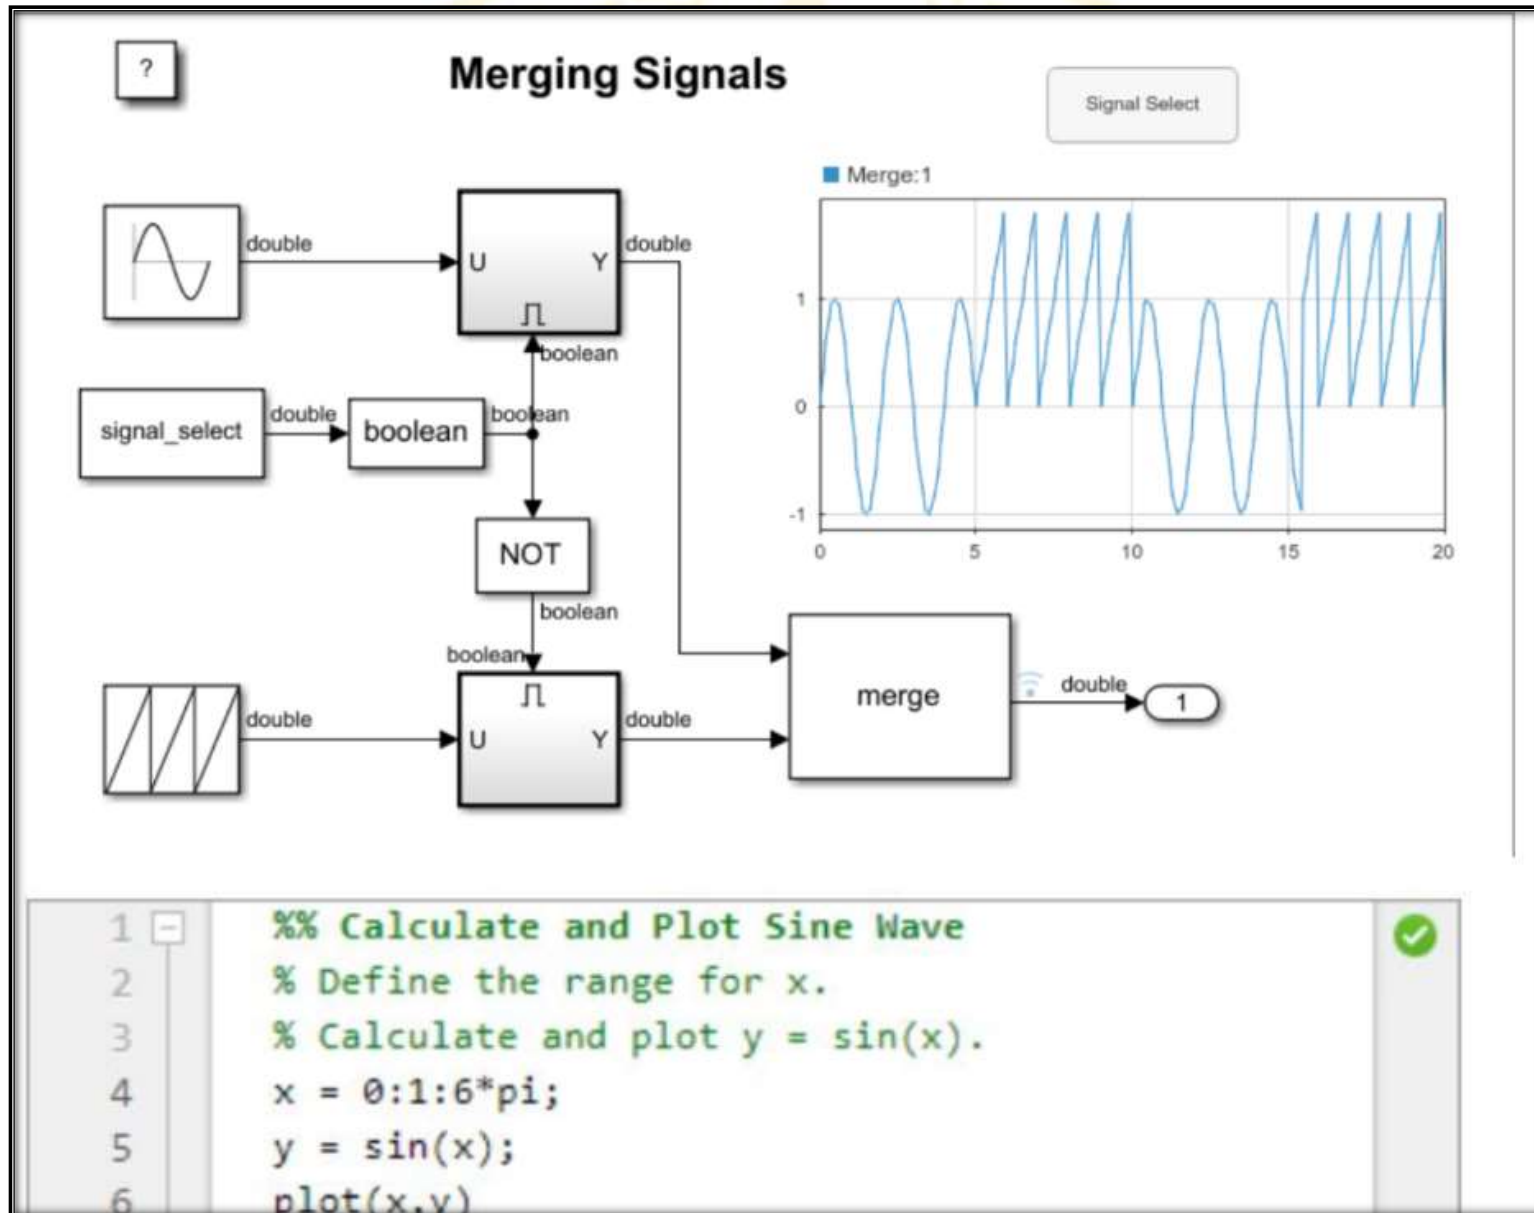 ?
Merging Signals
Signal Select
Merge:1
double
U
Y
double
boolean
signal_select
double
boolean
boolean
NOT
boolean
boolean
double
U
Y
double
merge
double
1
1
0
-1
0
5
10
15
20
1 %% Calculate and Plot Sine Wave
2 % Define the range for x.
3 % Calculate and plot y = sin(x).
4 x = 0:1:6*pi;
5 y = sin(x);
6 plot(x,y)